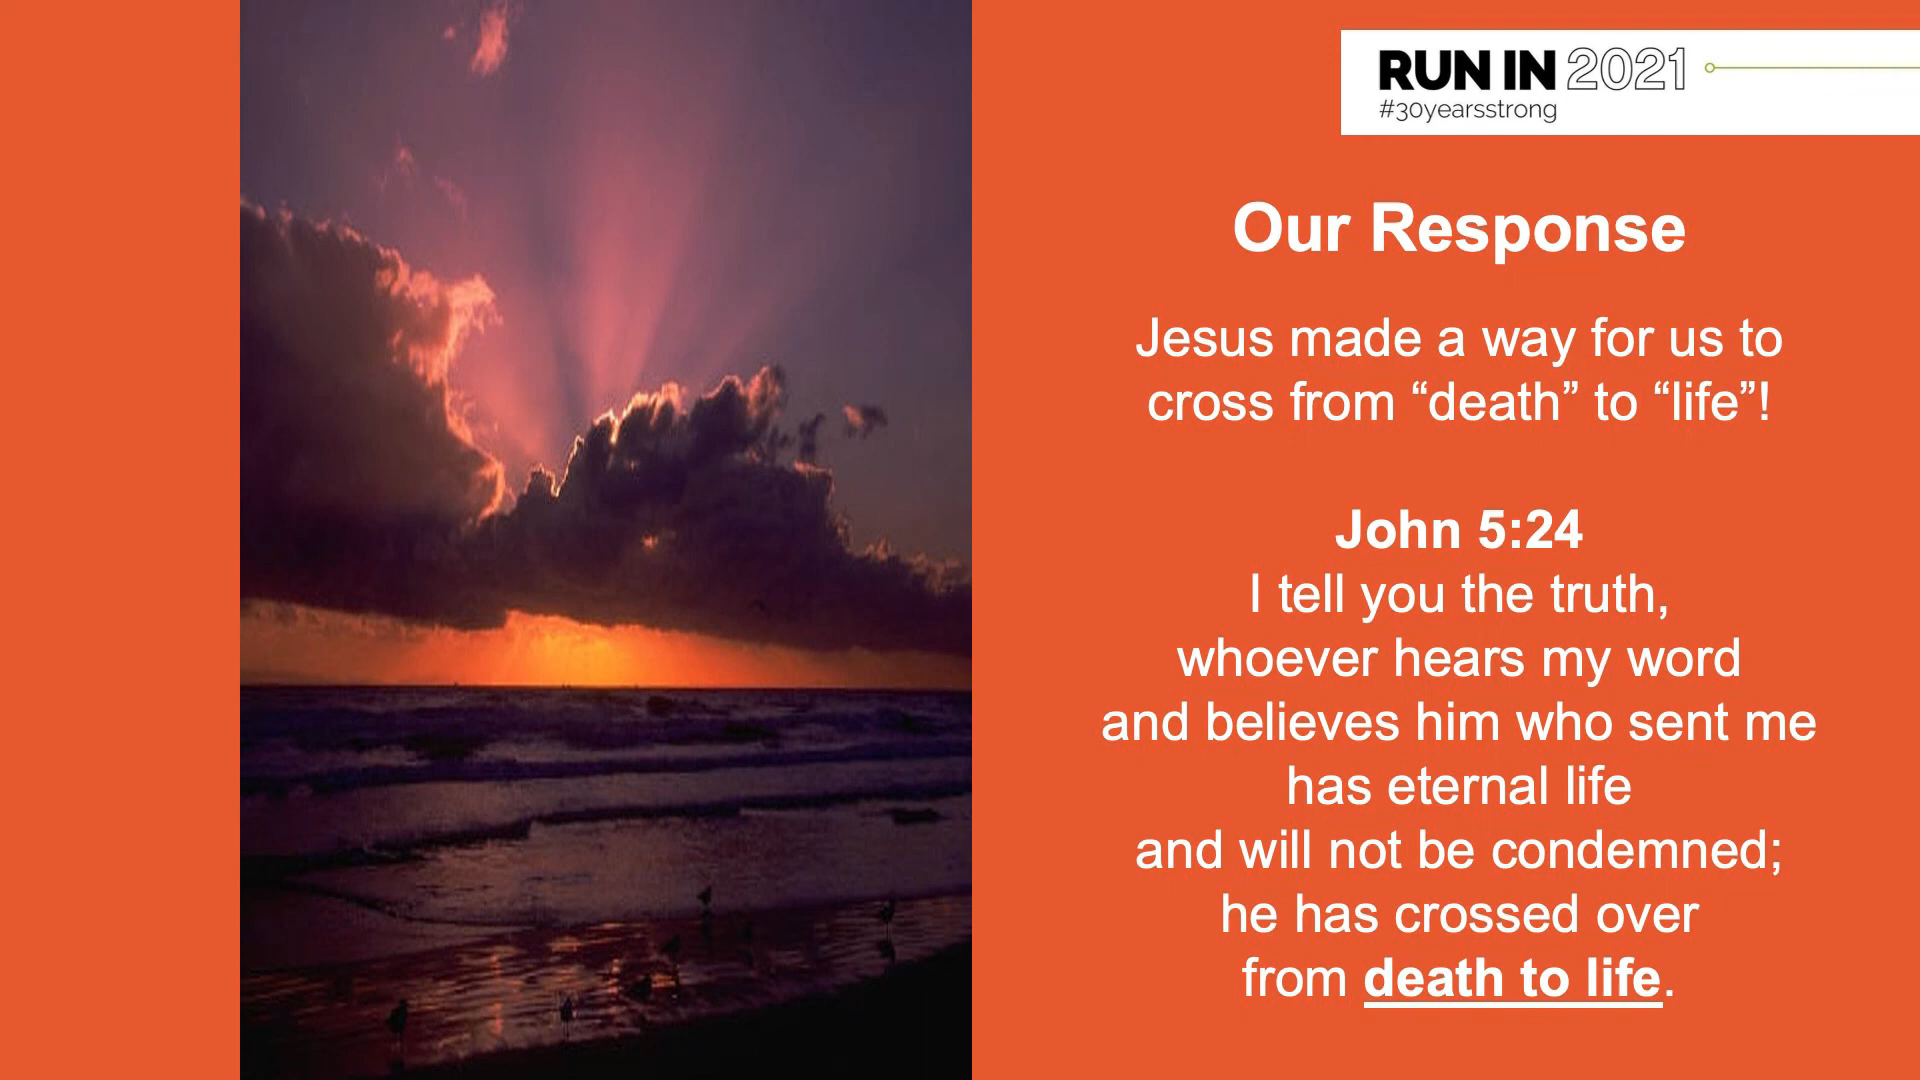 RUN IN 2021
#30yearsstrong
Our Response
Jesus made a way for us to
cross from “death” to “life”!
John 5:24
I tell you the truth,
whoever hears my word
and believes him who sent me
has eternal life
and will not be condemned;
he has crossed over
from death to life.